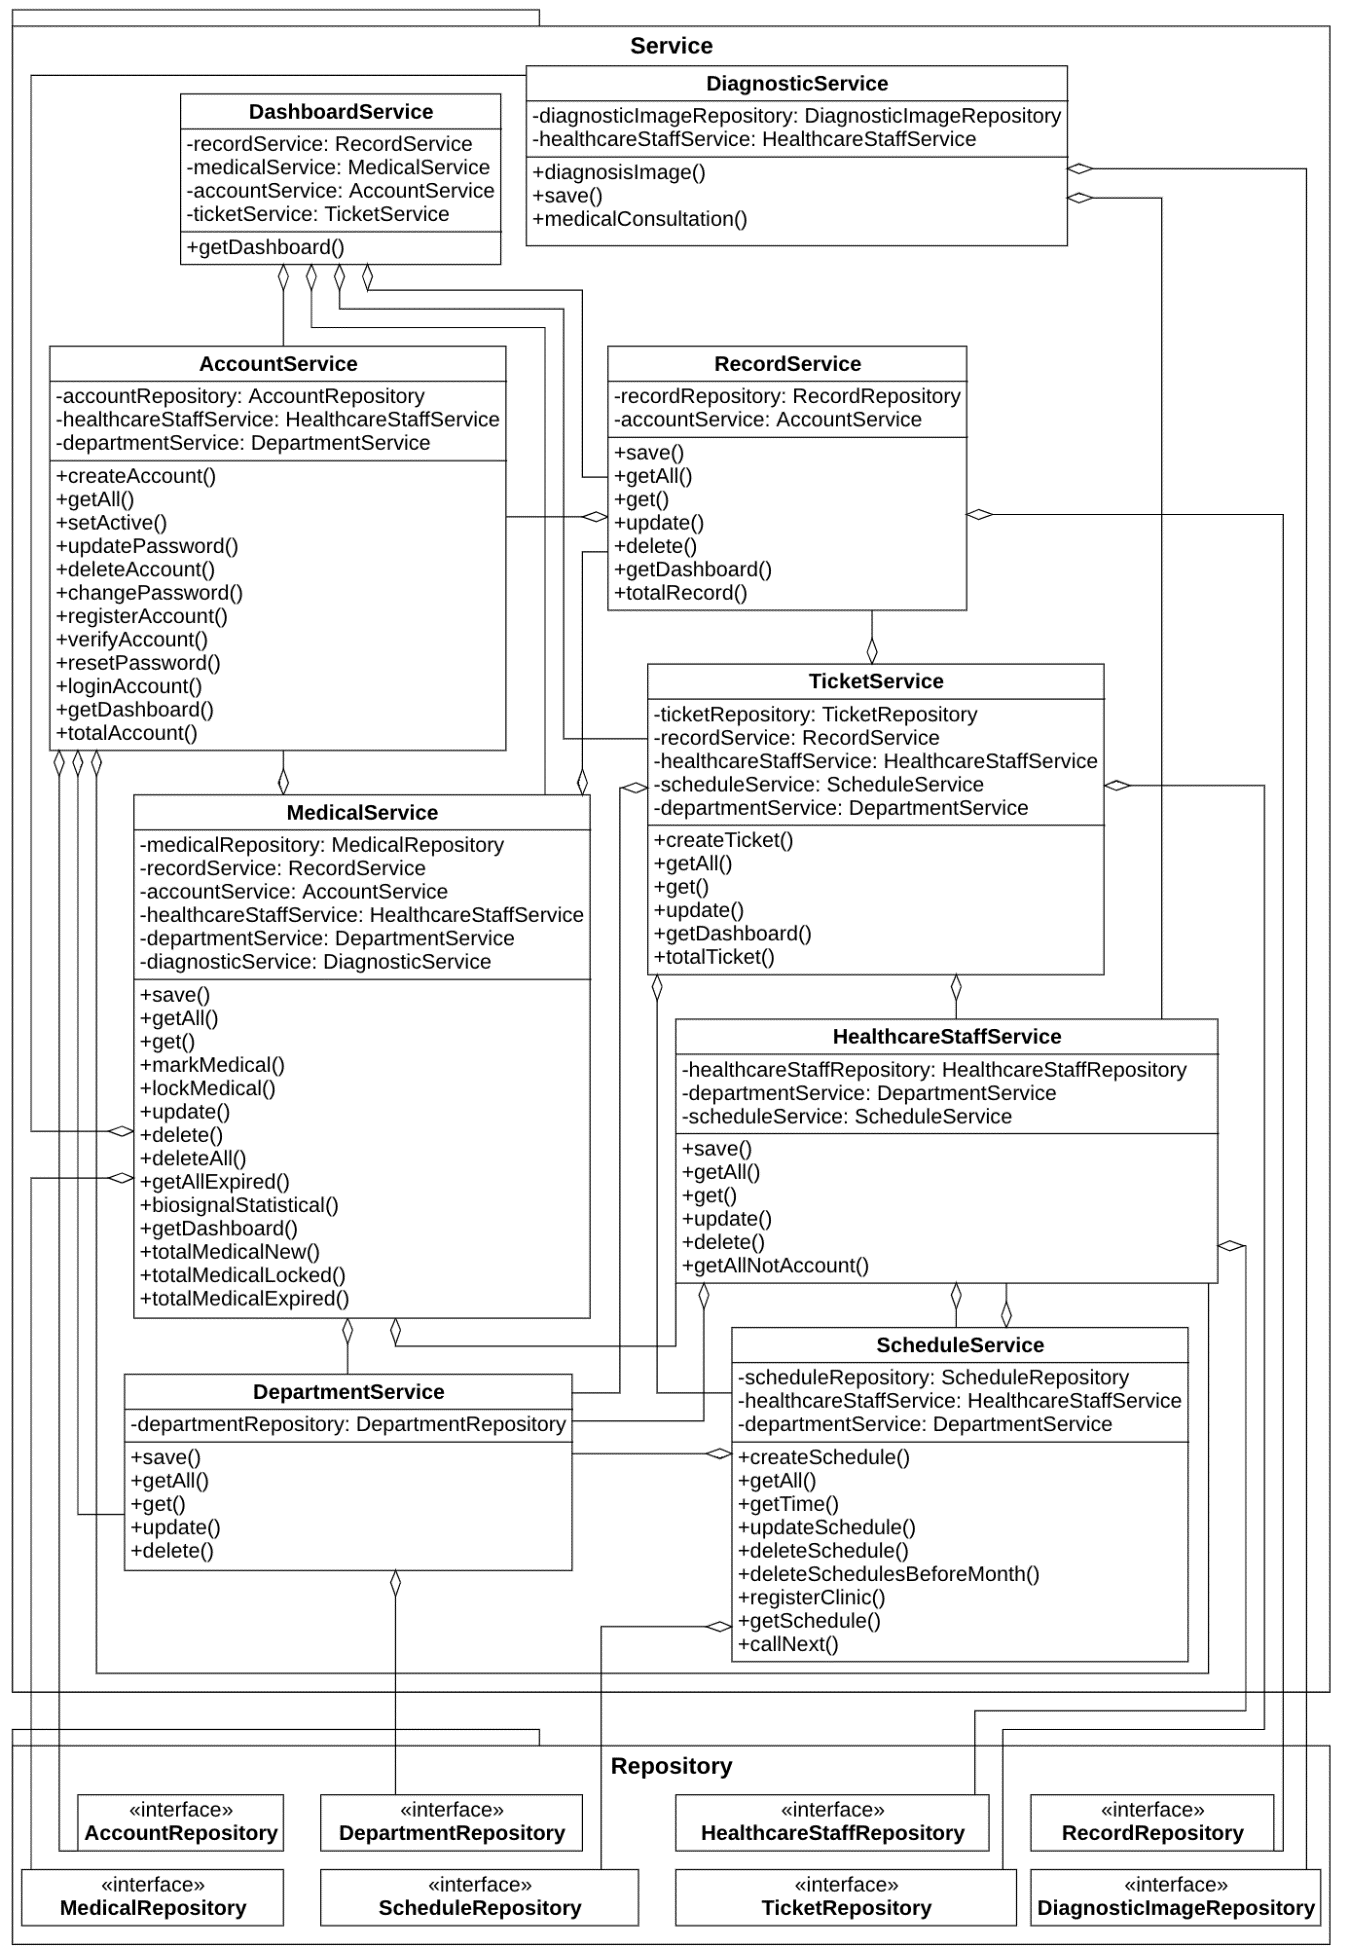 Service
DiagnosticService
-diagnosticImageRepository: DiagnosticImageRepository
-healthcareStaffService: HealthcareStaffService
+diagnosisImage()
+save()
+medicalConsultation()
DashboardService
-recordService: RecordService
-medicalService: MedicalService
-accountService: AccountService
-ticketService: TicketService
+getDashboard()
AccountService
-accountRepository: AccountRepository
-healthcareStaffService: HealthcareStaffService
-departmentService: DepartmentService
+createAccount()
+getAll()
+setActive()
+updatePassword()
+deleteAccount()
+changePassword()
+registerAccount()
+verifyAccount()
+resetPassword()
+loginAccount()
+getDashboard()
+totalAccount()
RecordService
-recordRepository: RecordRepository
-accountService: AccountService
+save()
+getAll()
+get()
+update()
+delete()
+getDashboard()
+totalRecord()
TicketService
-ticketRepository: TicketRepository
-recordService: RecordService
-healthcareStaffService: HealthcareStaffService
-scheduleService: ScheduleService
-departmentService: DepartmentService
+createTicket()
+getAll()
+get()
+update()
+getDashboard()
+totalTicket()
MedicalService
-medicalRepository: MedicalRepository
-recordService: RecordService
-accountService: AccountService
-healthcareStaffService: HealthcareStaffService
-departmentService: DepartmentService
-diagnosticService: DiagnosticService
+save()
+getAll()
+get()
+markMedical()
+lockMedical()
+update()
+delete()
+deleteAll()
+getAllExpired()
+biosignalStatistical()
+getDashboard()
+totalMedicalNew()
+totalMedicalLocked()
+totalMedicalExpired()
HealthcareStaffService
-healthcareStaffRepository: HealthcareStaffRepository
-departmentService: DepartmentService
-scheduleService: ScheduleService
+save()
+getAll()
+get()
+update()
+delete()
+getAllNotAccount()
DepartmentService
-departmentRepository: DepartmentRepository
+save()
+getAll()
+get()
+update()
+delete()
ScheduleService
-scheduleRepository: ScheduleRepository
-healthcareStaffService: HealthcareStaffService
-departmentService: DepartmentService
+createSchedule()
+getAll()
+getTime()
+updateSchedule()
+deleteSchedule()
+deleteSchedulesBeforeMonth()
+registerClinic()
+getSchedule()
+callNext()
Repository
«interface»
AccountRepository
«interface»
DepartmentRepository
«interface»
HealthcareStaffRepository
«interface»
RecordRepository
«interface»
MedicalRepository
«interface»
ScheduleRepository
«interface»
TicketRepository
«interface»
DiagnosticImageRepository